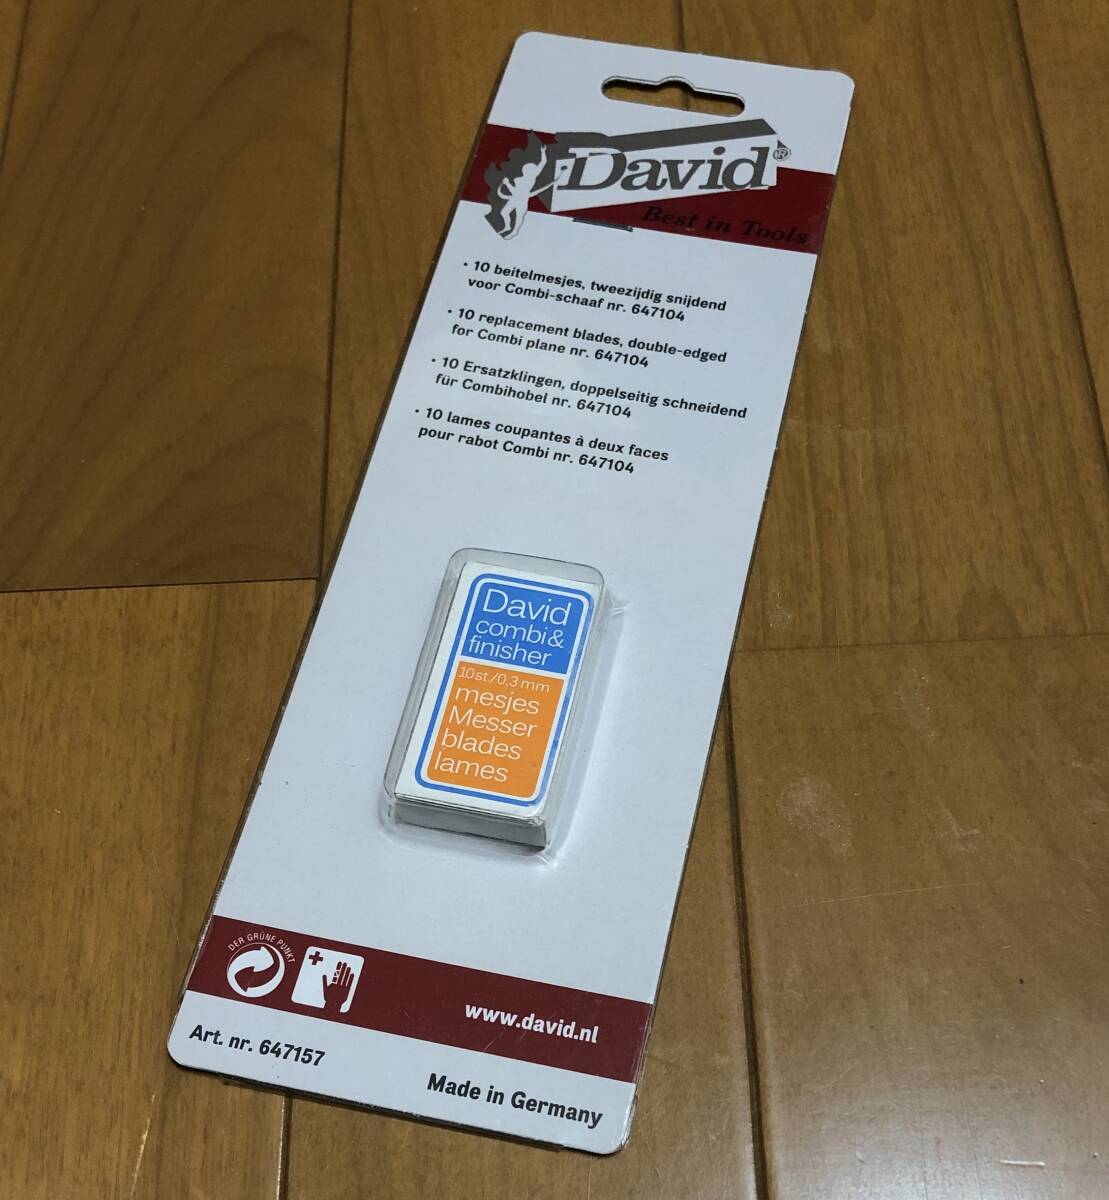 David®
Best in Tools
• 10 beitelmesjes, tweezijdig snijdend
voor Combi-schaaf nr. 647104
• 10 replacement blades, double-edged
for Combi plane nr. 647104
• 10 Ersatzklingen, doppelseitig schneidend
für Combihobel nr. 647104
• 10 lames coupantes à deux faces
pour rabot Combi nr. 647104
David
combi&
finisher
10st./0,3mm
mesjes
Messer
blades
lames
DER GRÜNE PUNKT
www.david.nl
Art. nr. 647157
Made in Germany